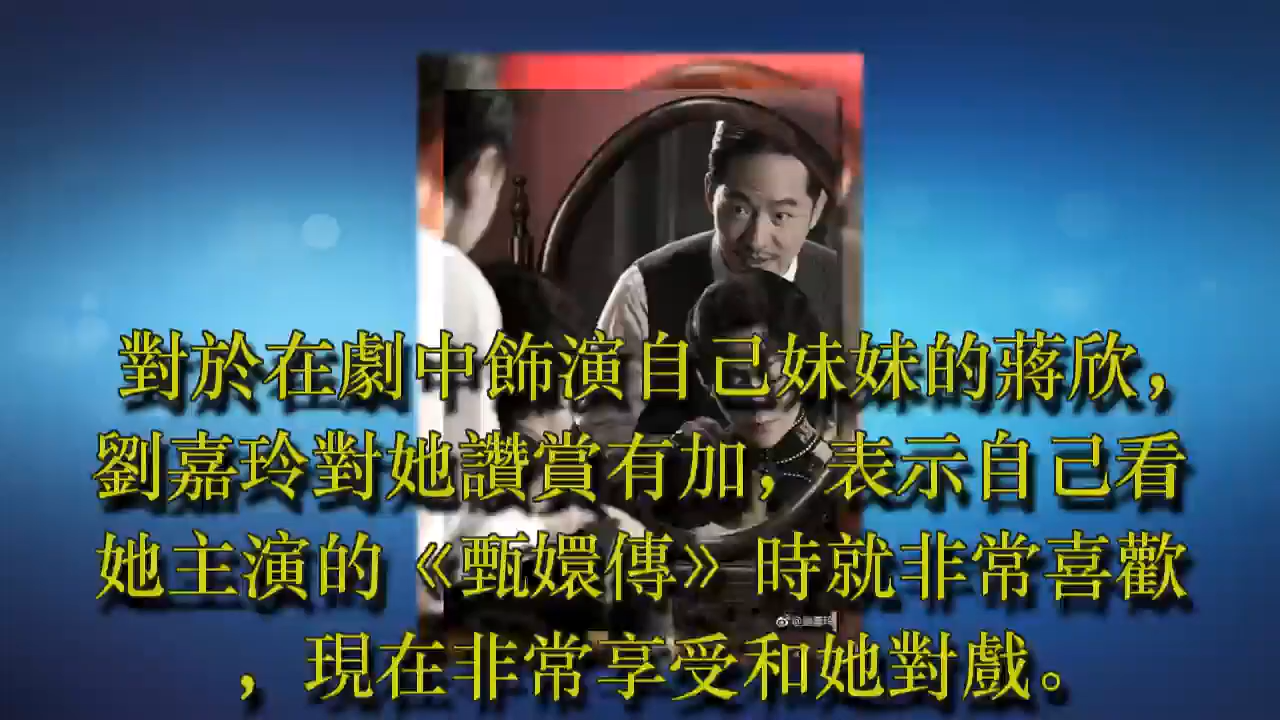 對於在劇中飾演自己妹妹的蔣欣，
劉嘉玲對她讚賞有加，表示自己看
她主演的《甄嬛傳》時就非常喜歡
，現在非常享受和她對戲。